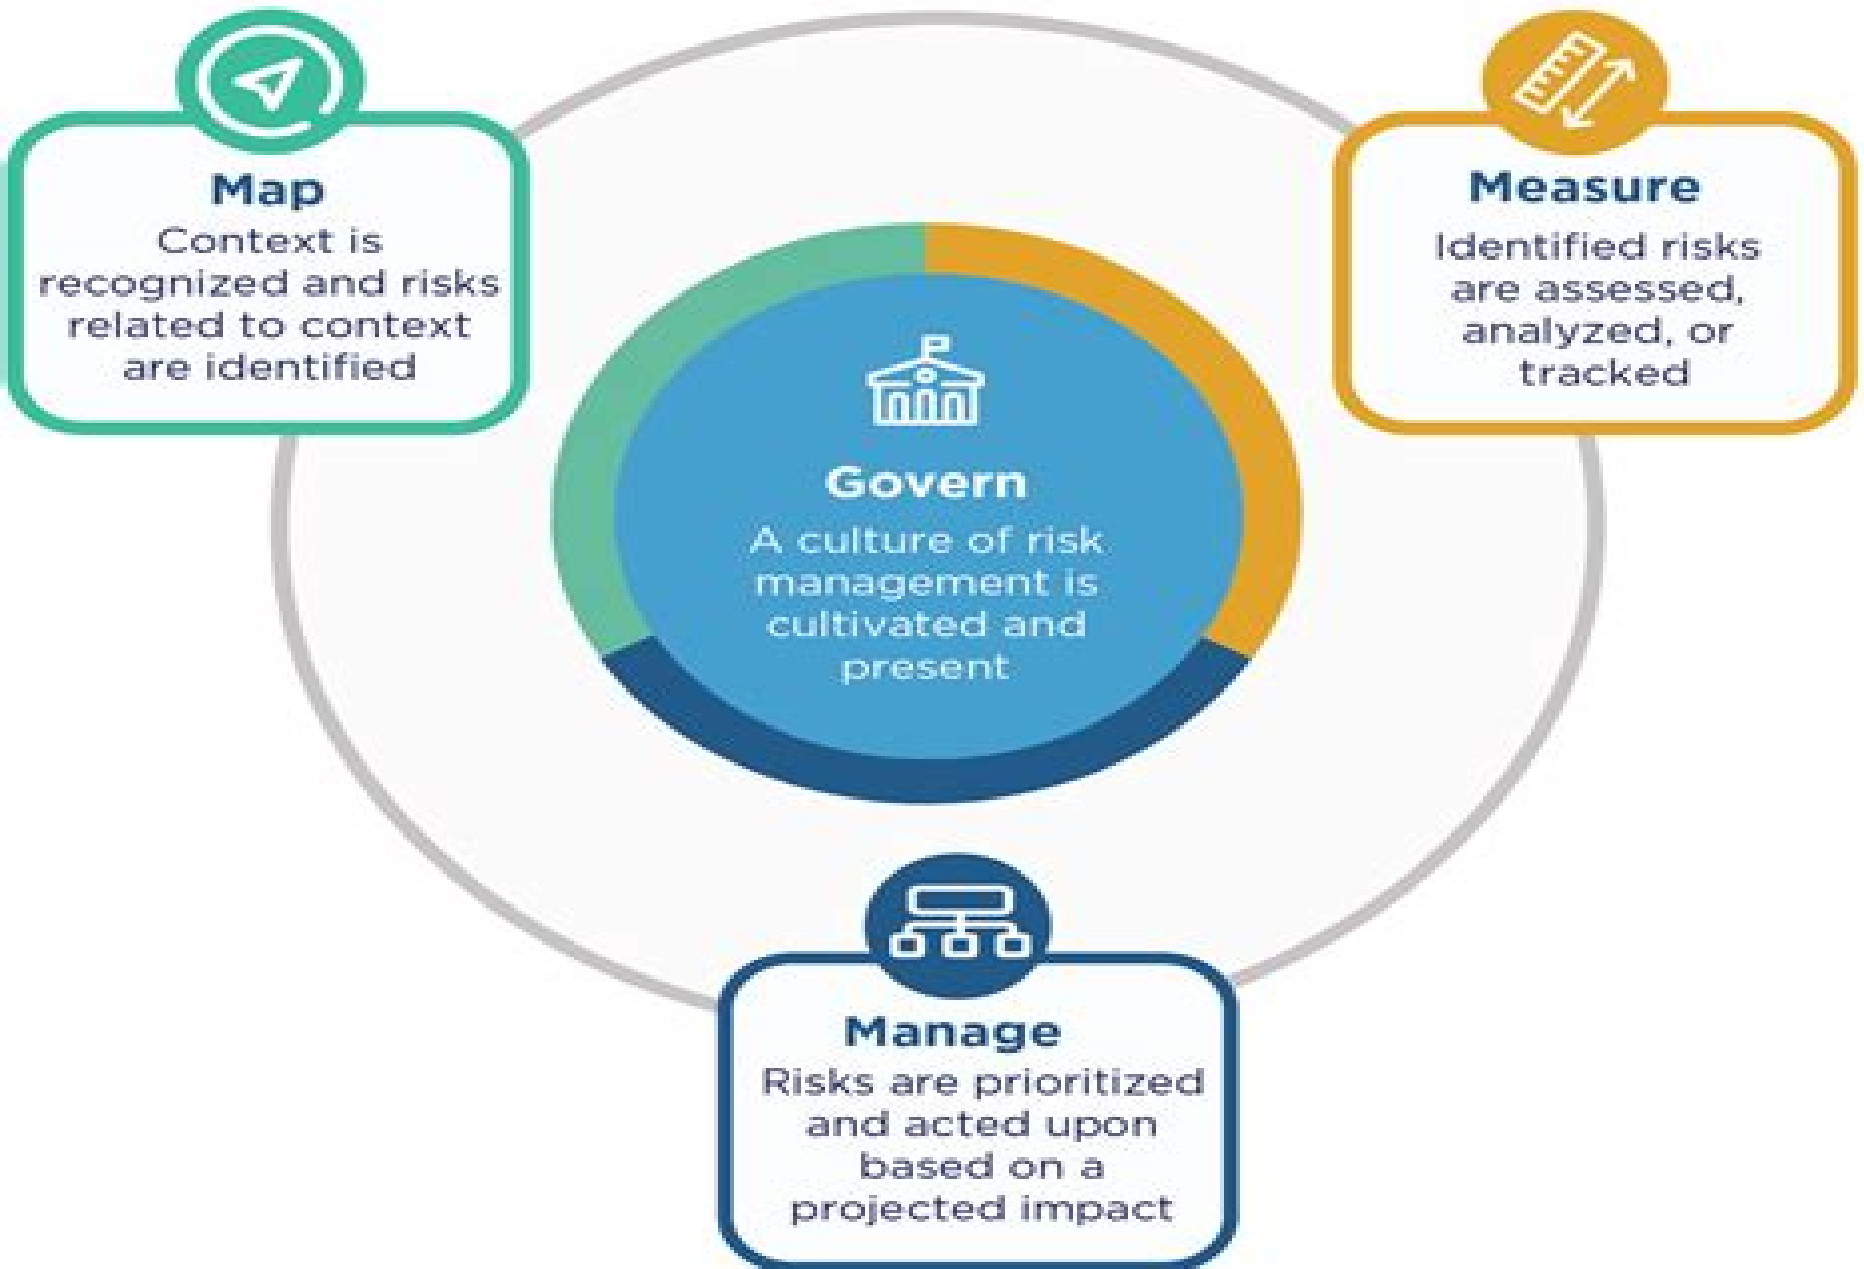 Map
Context is
recognized and risks
related to context
are identified
Measure
Identified risks
are assessed,
analyzed, or
tracked
Govern
A culture of risk
management is
cultivated and
present
Manage
Risks are prioritized
and acted upon
based on a
projected impact